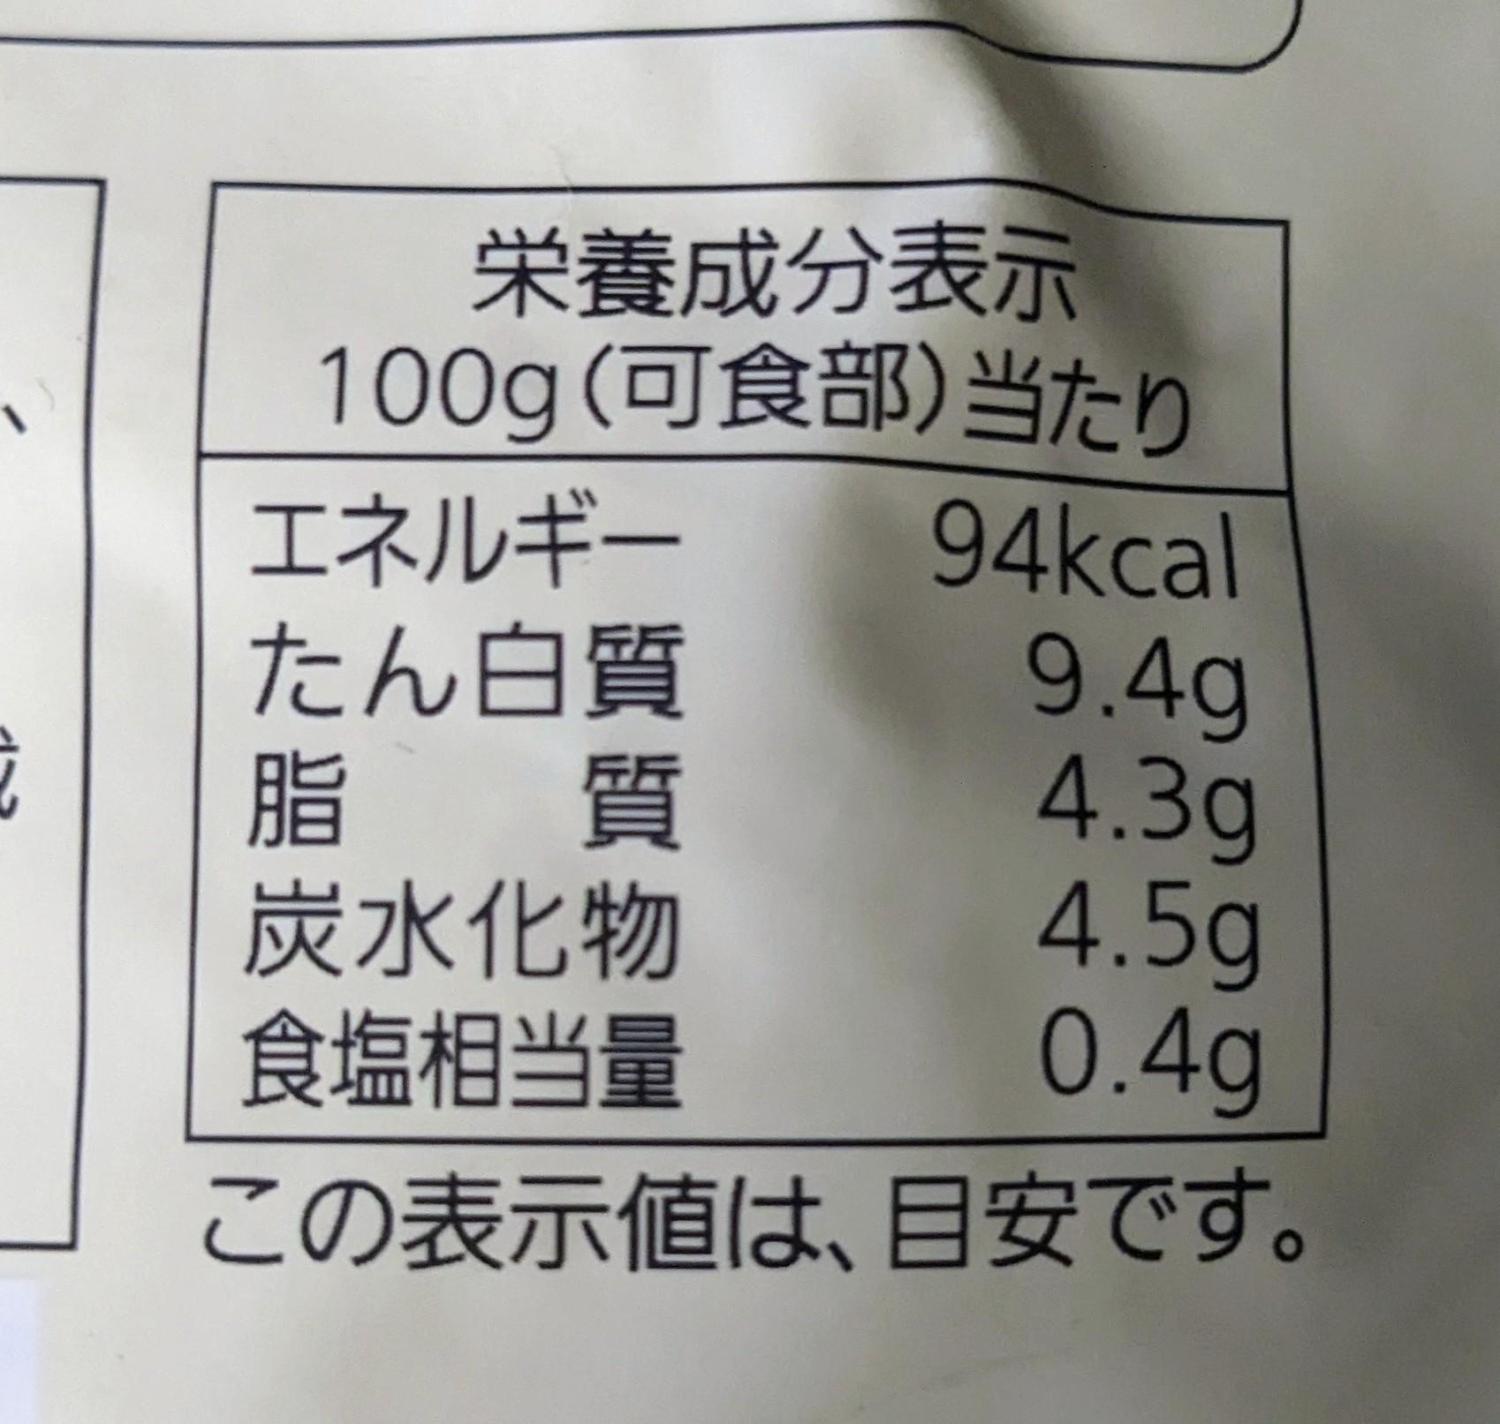 栄養成分表示
100g(可食部)当たり
エネルギー 94kcal
たん白質 9.4g
脂質 4.3g
炭水化物 4.5g
食塩相当量 0.4g
この表示値は、目安です。